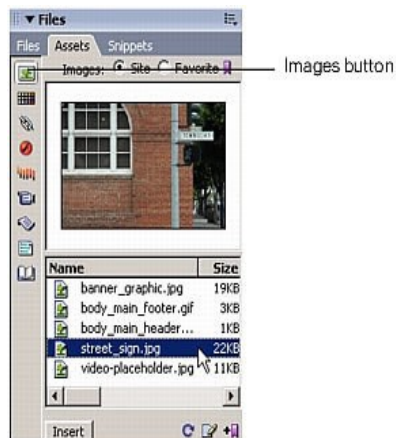 Files
Files Assets Snippets
Images: Site Favorite
Images button
Name Size
banner_graphic.jpg 19KB
body_main_footer.gif 3KB
body_main_header... 1KB
street_sign.jpg 22KB
video-placeholder.jpg 11KB
Insert